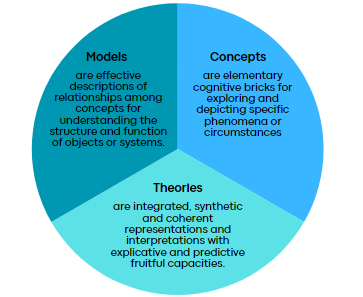 Models
are effective
descriptions of
relationships among
concepts for
understanding the
structure and function
of objects or systems.
Concepts
are elementary
cognitive bricks for
exploring and
depicting specific
phenomena or
circumstances
Theories
are integrated, synthetic
and coherent
representations and
interpretations with
explicative and predictive
fruitful capacities.